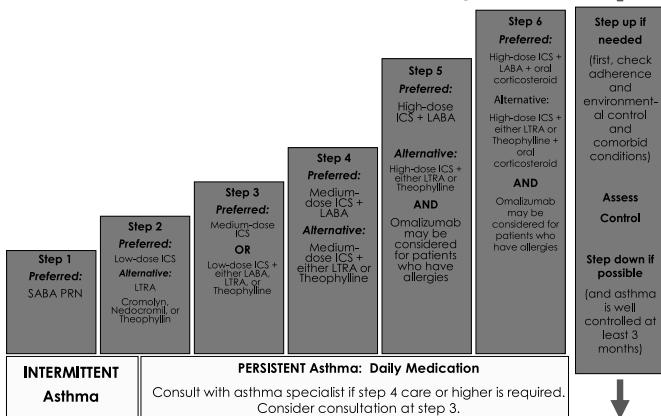 Step 1
Preferred:
SABA PRN
Step 2
Preferred:
Low-dose ICS
Alternative:
LTRA
Cromolyn,
Nedocromil, or
Theophyllin
Step 3
Preferred:
Medium-
dose ICS
OR
Low-dose ICS +
either LABA,
LTRA, or
Theophylline
Step 4
Preferred:
Medium-
dose ICS +
LABA
Alternative:
Medium-
dose ICS +
either LTRA or
Theophylline
Step 5
Preferred:
High-dose
ICS + LABA
Alternative:
High-dose ICS +
either LTRA or
Theophylline
AND
Omalizumab
may be
considered
for patients
who have
allergies
Step 6
Preferred:
High-dose ICS +
LABA + oral
corticosteroid
Alternative:
High-dose ICS +
either LTRA or
Theophylline +
oral
corticosteroid
AND
Omalizumab
may be
considered for
patients who
have allergies
Step up if
needed
(first, check
adherence
and
environment-
al control
and
comorbid
conditions)
Assess
Control
Step down if
possible
(and asthma
is well
controlled at
least 3
months)
INTERMITTENT
Asthma
PERSISTENT Asthma: Daily Medication
Consult with asthma specialist if step 4 care or higher is required.
Consider consultation at step 3.